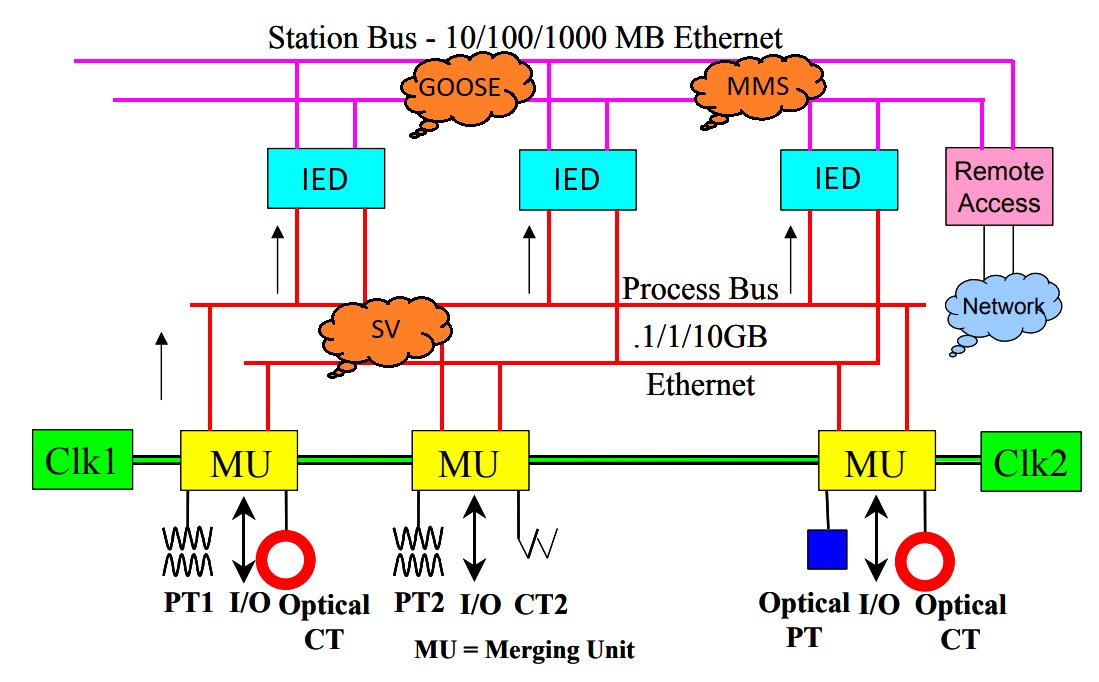 Station Bus - 10/100/1000 MB Ethernet
GOOSE
MMS
IED
IED
IED
Remote
Access
Process Bus
Network
SV
.1/1/10GB
Ethernet
Clk1
MU
MU
MU
Clk2
PT1 I/O Optical
CT
PT2 I/O CT2
Optical I/O Optical
PT CT
MU = Merging Unit